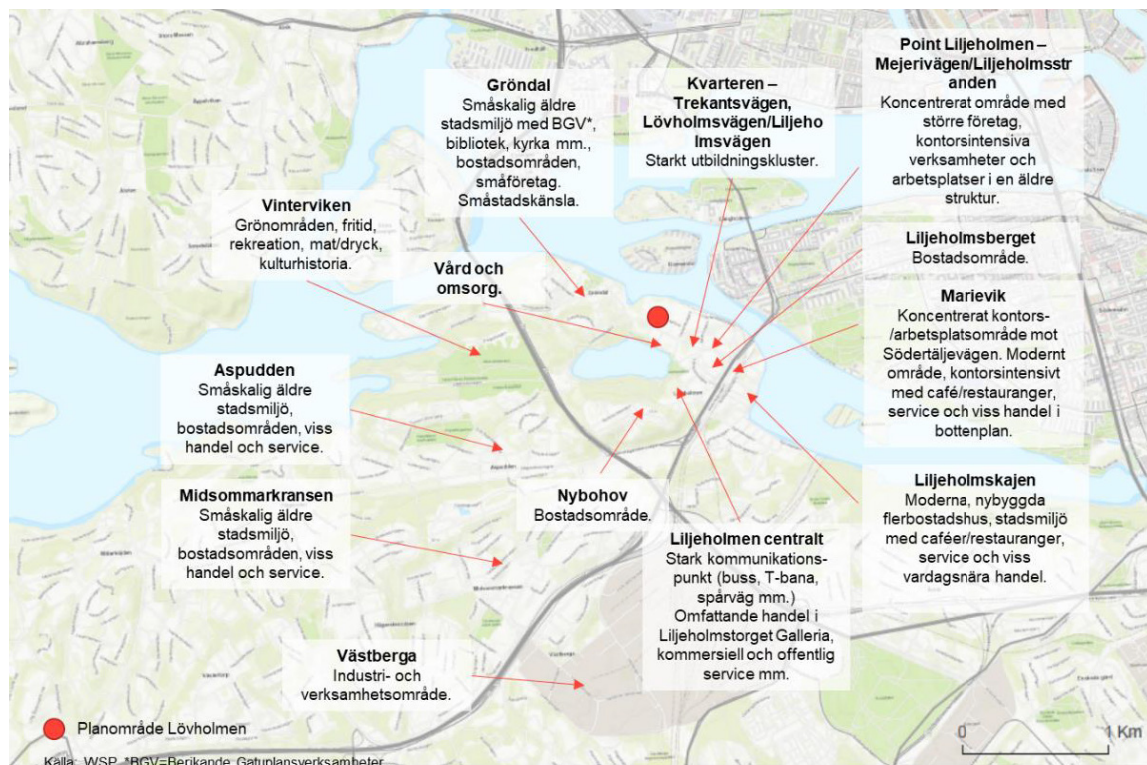 Gröndal
Småskalig äldre
stadsmiljö med BGV*,
bibliotek, kyrka mm.,
bostadsområden,
småföretag.
Småstadskänsla.
Kvarteren –
Trekantsvägen,
Lövholmsvägen/Liljeho
lmsvägen
Starkt utbildningskluster.
Point Liljeholmen –
Mejerivägen/Liljeholmsstr
anden
Koncentrerat område med
större företag,
kontorsintensiva
verksamheter och
arbetsplatser i en äldre
struktur.
Vinterviken
Grönområden, fritid,
rekreation, mat/dryck,
kulturhistoria.
Vård och
omsorg.
Liljeholmsberget
Bostadsområde.
Marievik
Koncentrerat kontors-
/arbetsplatsområde mot
Södertäljevägen. Modernt
område, kontorsintensivt
med café/restauranger,
service och viss handel i
bottenplan.
Aspudden
Småskalig äldre
stadsmiljö,
bostadsområden, viss
handel och service.
Midsommarkransen
Småskalig äldre
stadsmiljö,
bostadsområden, viss
handel och service.
Nybohov
Bostadsområde.
Liljeholmen centralt
Stark kommunikations-
punkt (buss, T-bana,
spårväg mm.)
Omfattande handel i
Liljeholmstorget Galleria,
kommersiell och offentlig
service mm.
Liljeholmskajen
Moderna, nybyggda
flerbostadshus, stadsmiljö
med caféer/restauranger,
service och viss
vardagsnära handel.
Västberga
Industri- och
verksamhetsområde.
Planområde Lövholmen
0 1 Km
Källa: WSP. *BGV=Berikande Gatuplansverksamheter